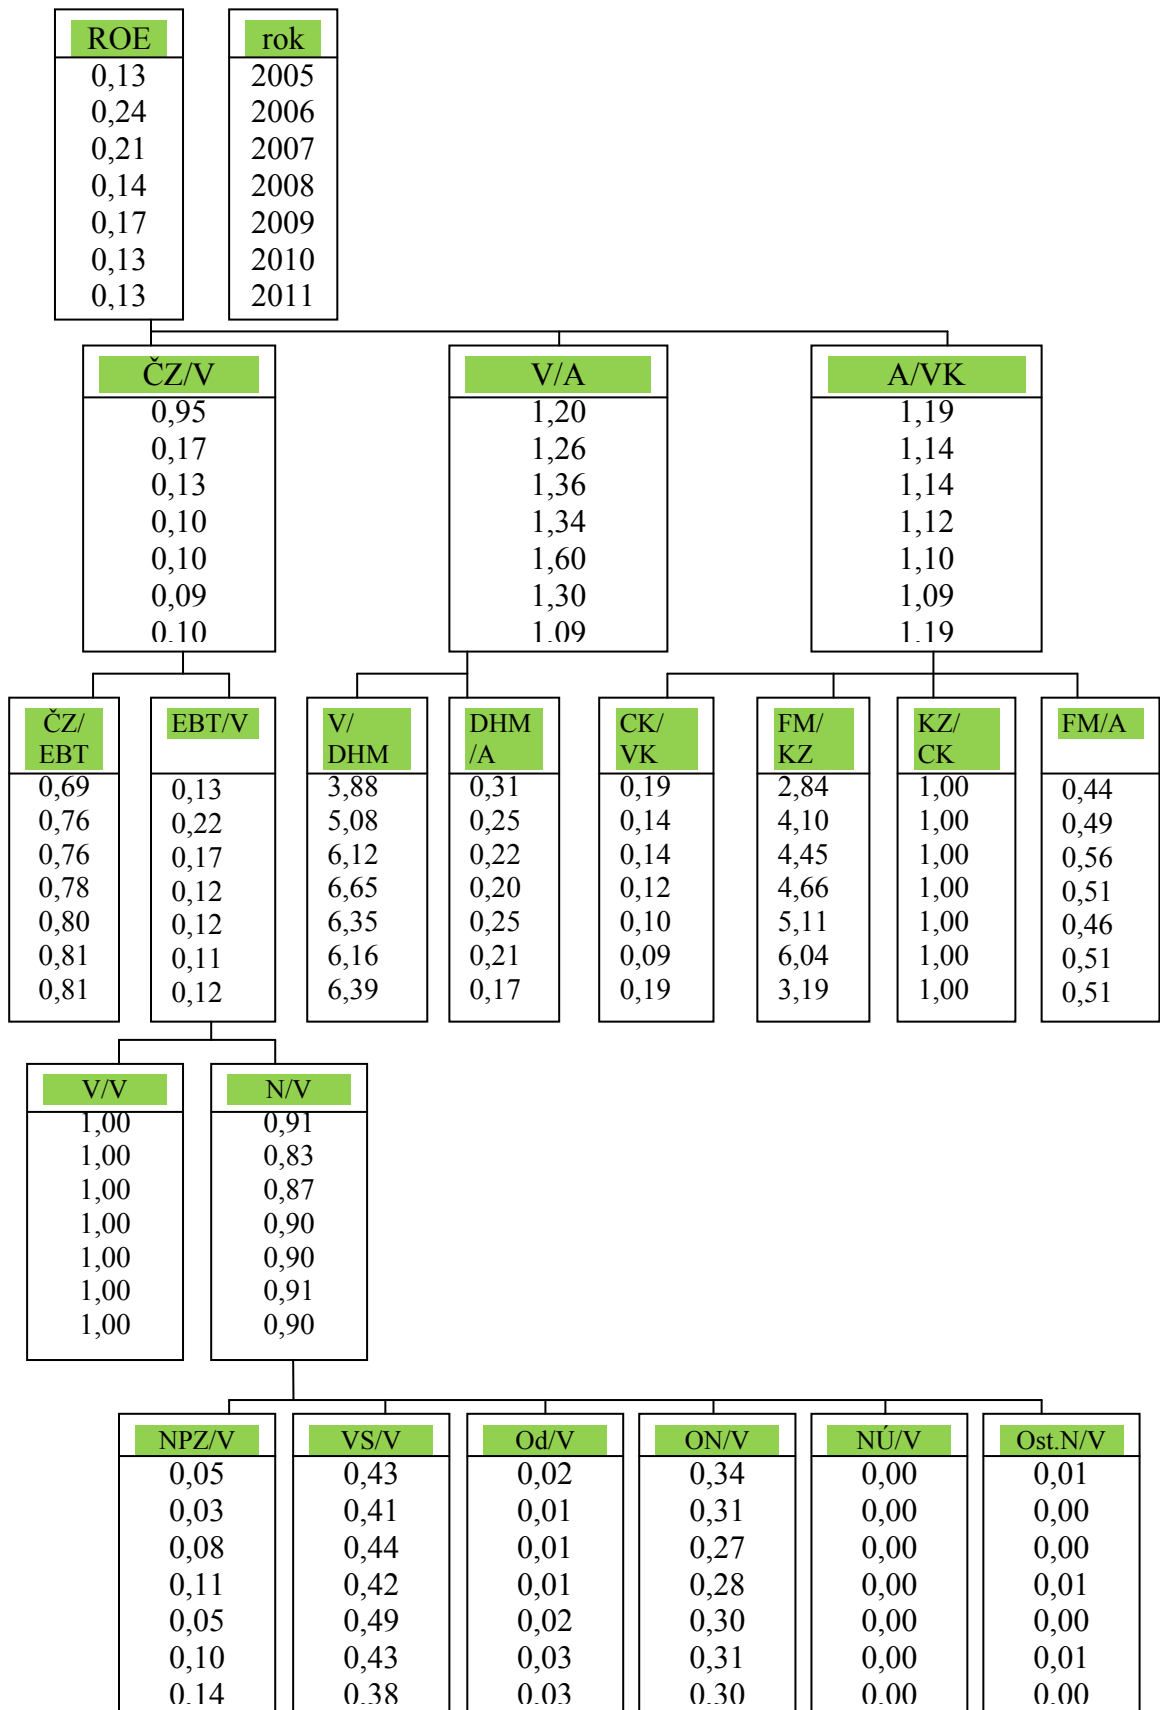 ROE rok
0,13 2005
0,24 2006
0,21 2007
0,14 2008
0,17 2009
0,13 2010
0,13 2011
ČZ/V V/A A/VK
0,95 1,20 1,19
0,17 1,26 1,14
0,13 1,36 1,14
0,10 1,34 1,12
0,10 1,60 1,10
0,09 1,30 1,09
0,10 1,09 1,19
ČZ/ EBT/V V/ DHM CK/ FM/ KZ/ FM/A
EBT DHM /A VK KZ CK
0,69 0,13 3,88 0,31 0,19 2,84 1,00 0,44
0,76 0,22 5,08 0,25 0,14 4,10 1,00 0,49
0,76 0,17 6,12 0,22 0,14 4,45 1,00 0,56
0,78 0,12 6,65 0,20 0,12 4,66 1,00 0,51
0,80 0,12 6,35 0,25 0,10 5,11 1,00 0,46
0,81 0,11 6,16 0,21 0,09 6,04 1,00 0,51
0,81 0,12 6,39 0,17 0,19 3,19 1,00 0,51
V/V N/V
1,00 0,91
1,00 0,83
1,00 0,87
1,00 0,90
1,00 0,90
1,00 0,91
1,00 0,90
NPZ/V VS/V Od/V ON/V NÚ/V Ost.N/V
0,05 0,43 0,02 0,34 0,00 0,01
0,03 0,41 0,01 0,31 0,00 0,00
0,08 0,44 0,01 0,27 0,00 0,00
0,11 0,42 0,01 0,28 0,00 0,01
0,05 0,49 0,02 0,30 0,00 0,00
0,10 0,43 0,03 0,31 0,00 0,01
0,14 0,38 0,03 0,30 0,00 0,00